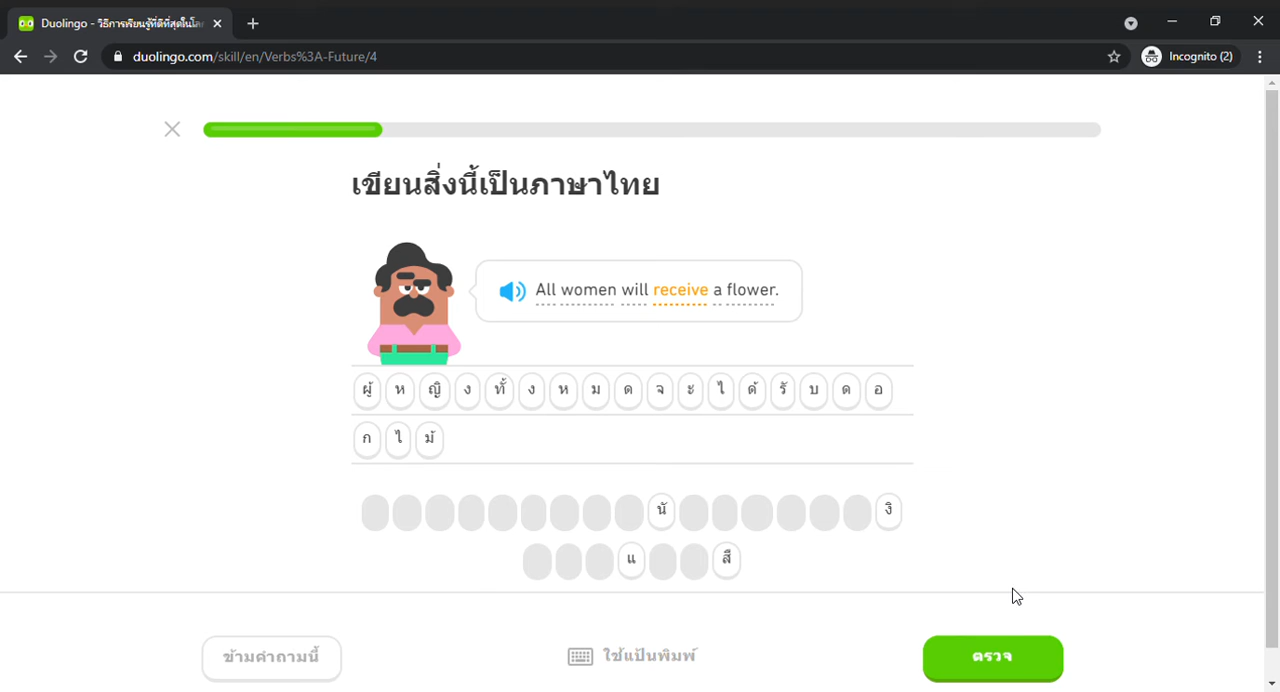 Duolingo - วิธีการเรียนรู้ที่ดีที่สุดในโล
duolingo.com/skill/en/Verbs%3A-Future/4
Incognito (2)
เขียนสิ่งนี้เป็นภาษาไทย
All women will receive a flower.
ผู้ ห ญิ ง ทั้ ง ห ม ด จ ะ ไ ด้ รั บ ด อ
ก ไ ม้
นั งิ
แ สื
ข้ามคำถามนี้
ใช้แป้นพิมพ์
ตรวจ